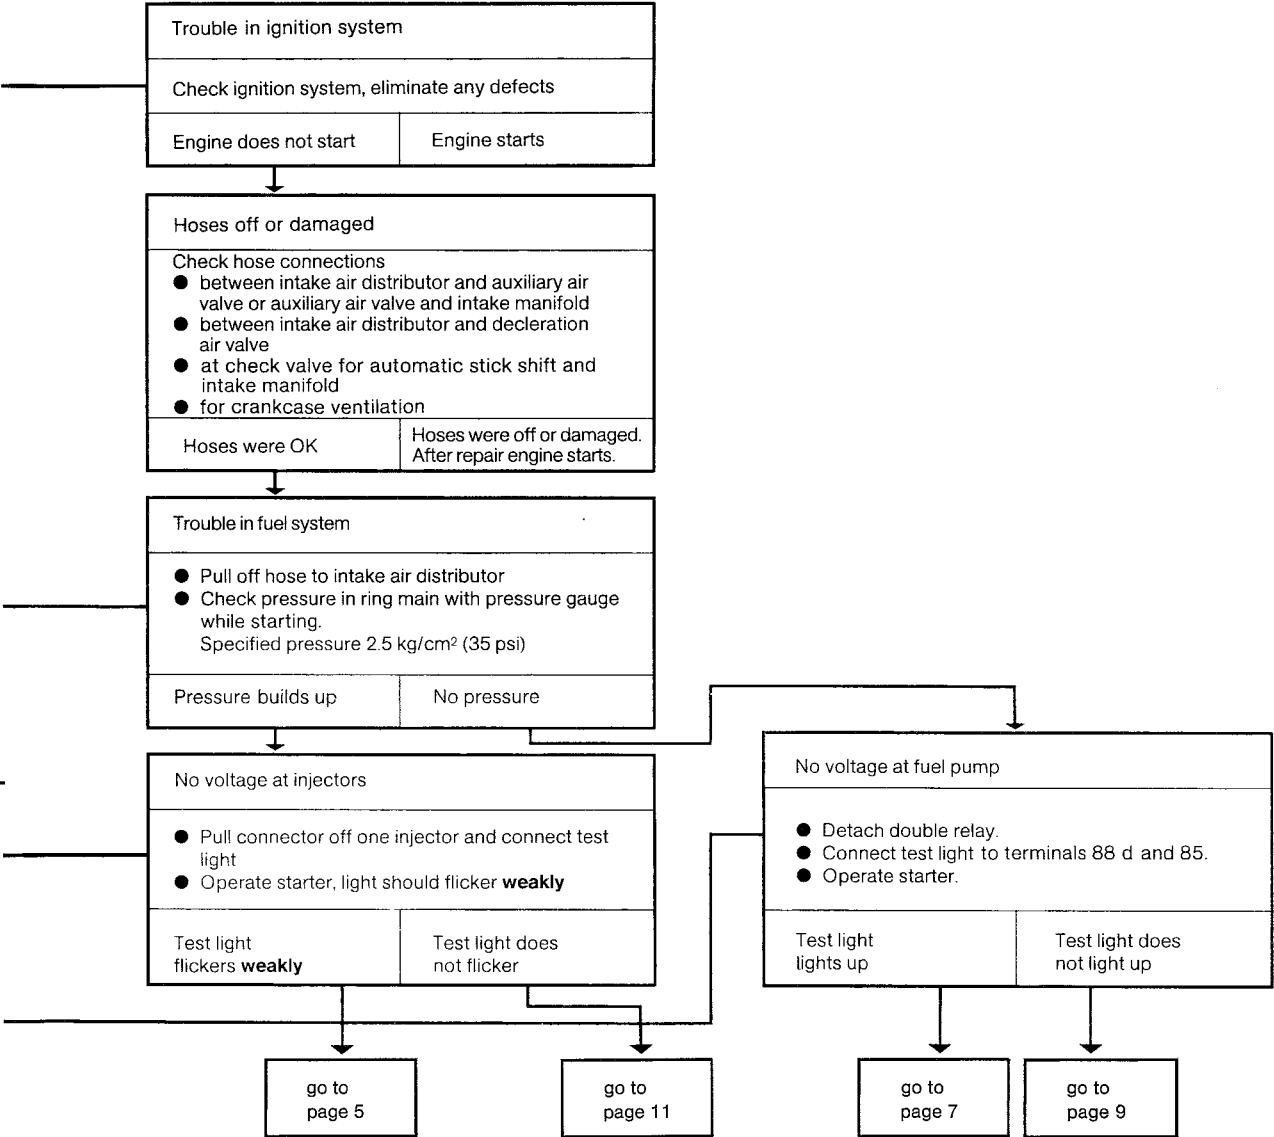 Trouble in ignition system
Check ignition system, eliminate any defects
Engine does not start
Engine starts
Hoses off or damaged
Check hose connections
● between intake air distributor and auxiliary air
valve or auxiliary air valve and intake manifold
● between intake air distributor and decleration
air valve
● at check valve for automatic stick shift and
intake manifold
● for crankcase ventilation
Hoses were OK
Hoses were off or damaged.
After repair engine starts.
Trouble in fuel system
● Pull off hose to intake air distributor
● Check pressure in ring main with pressure gauge
while starting.
Specified pressure 2.5 kg/cm² (35 psi)
Pressure builds up
No pressure
No voltage at injectors
● Pull connector off one injector and connect test
light
● Operate starter, light should flicker weakly
Test light
flickers weakly
Test light does
not flicker
No voltage at fuel pump
● Detach double relay.
● Connect test light to terminals 88 d and 85.
● Operate starter.
Test light
lights up
Test light does
not light up
go to
page 5
go to
page 11
go to
page 7
go to
page 9